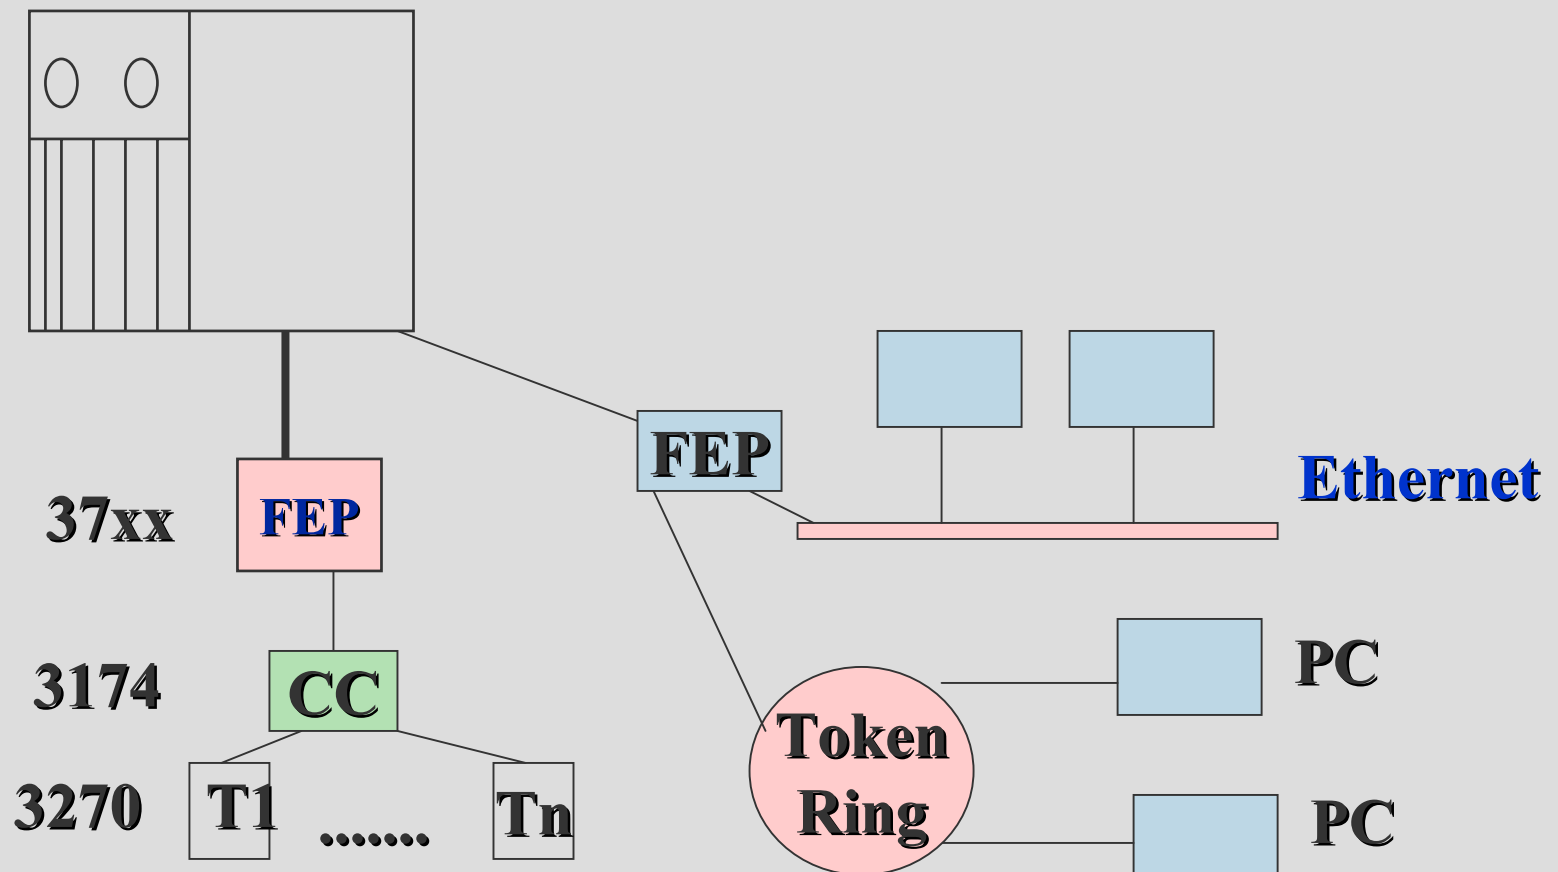 FEP
Ethernet
37xx
FEP
PC
3174
CC
Token
Ring
3270
T1
.......
Tn
PC